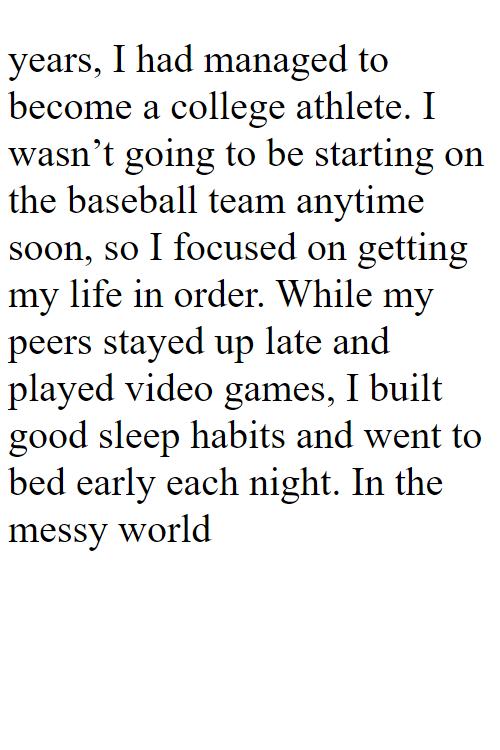 years, I had managed to
become a college athlete. I
wasn’t going to be starting on
the baseball team anytime
soon, so I focused on getting
my life in order. While my
peers stayed up late and
played video games, I built
good sleep habits and went to
bed early each night. In the
messy world